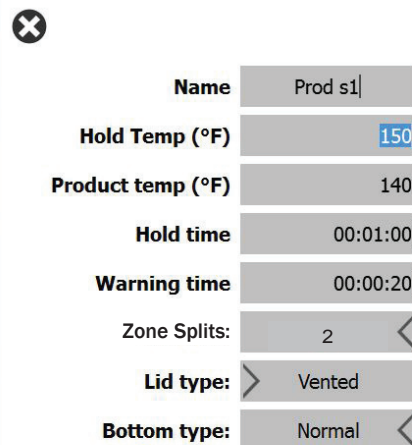 Name Prod s1
Hold Temp (°F) 150
Product temp (°F) 140
Hold time 00:01:00
Warning time 00:00:20
Zone Splits: 2
Lid type: Vented
Bottom type: Normal